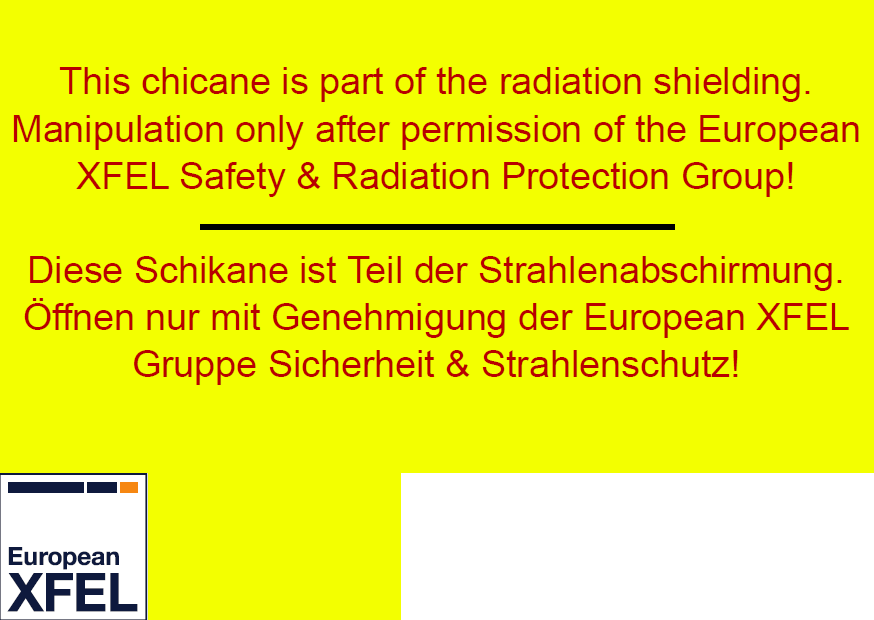 This chicane is part of the radiation shielding.
Manipulation only after permission of the European
XFEL Safety & Radiation Protection Group!
Diese Schikane ist Teil der Strahlenabschirmung.
Öffnen nur mit Genehmigung der European XFEL
Gruppe Sicherheit & Strahlenschutz!
European
XFEL